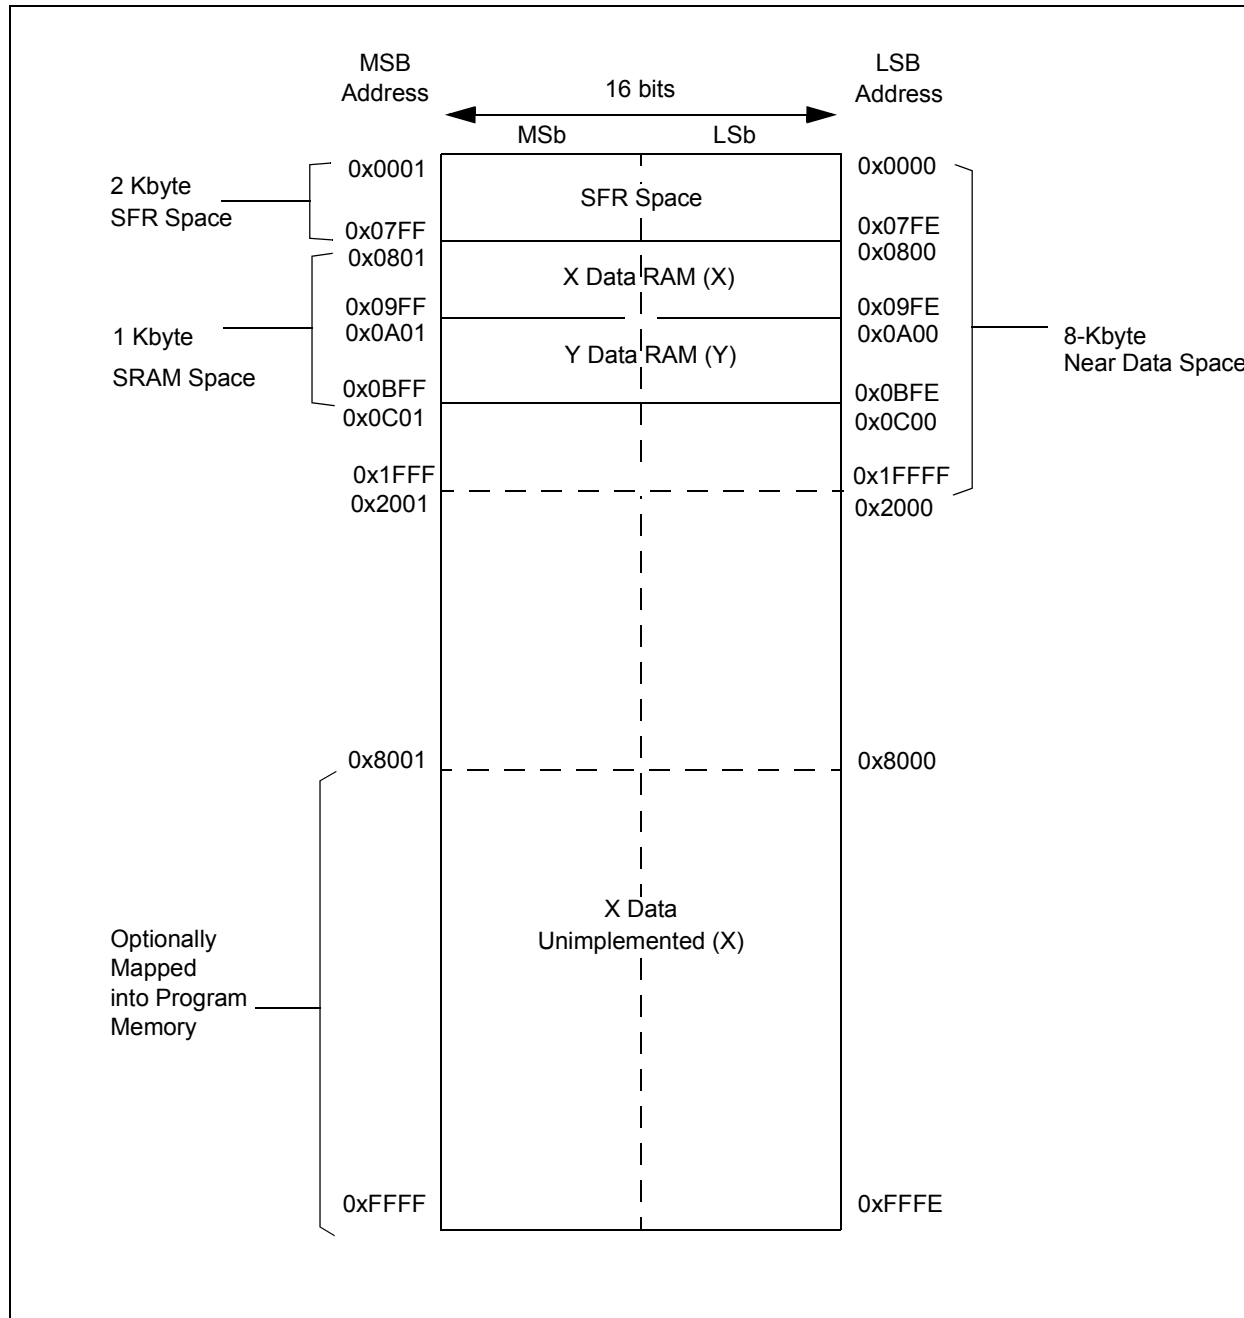 MSB
Address
LSB
Address
16 bits
MSb
LSb
0x0001
0x0000
2 Kbyte
SFR Space
SFR Space
0x07FF
0x07FE
0x0801
0x0800
X Data RAM (X)
0x09FF
0x09FE
0x0A01
0x0A00
1 Kbyte
SRAM Space
Y Data RAM (Y)
8-Kbyte
Near Data Space
0x0BFF
0x0BFE
0x0C01
0x0C00
0x1FFF
0x1FFFF
0x2001
0x2000
0x8001
0x8000
X Data
Unimplemented (X)
Optionally
Mapped
into Program
Memory
0xFFFF
0xFFFE